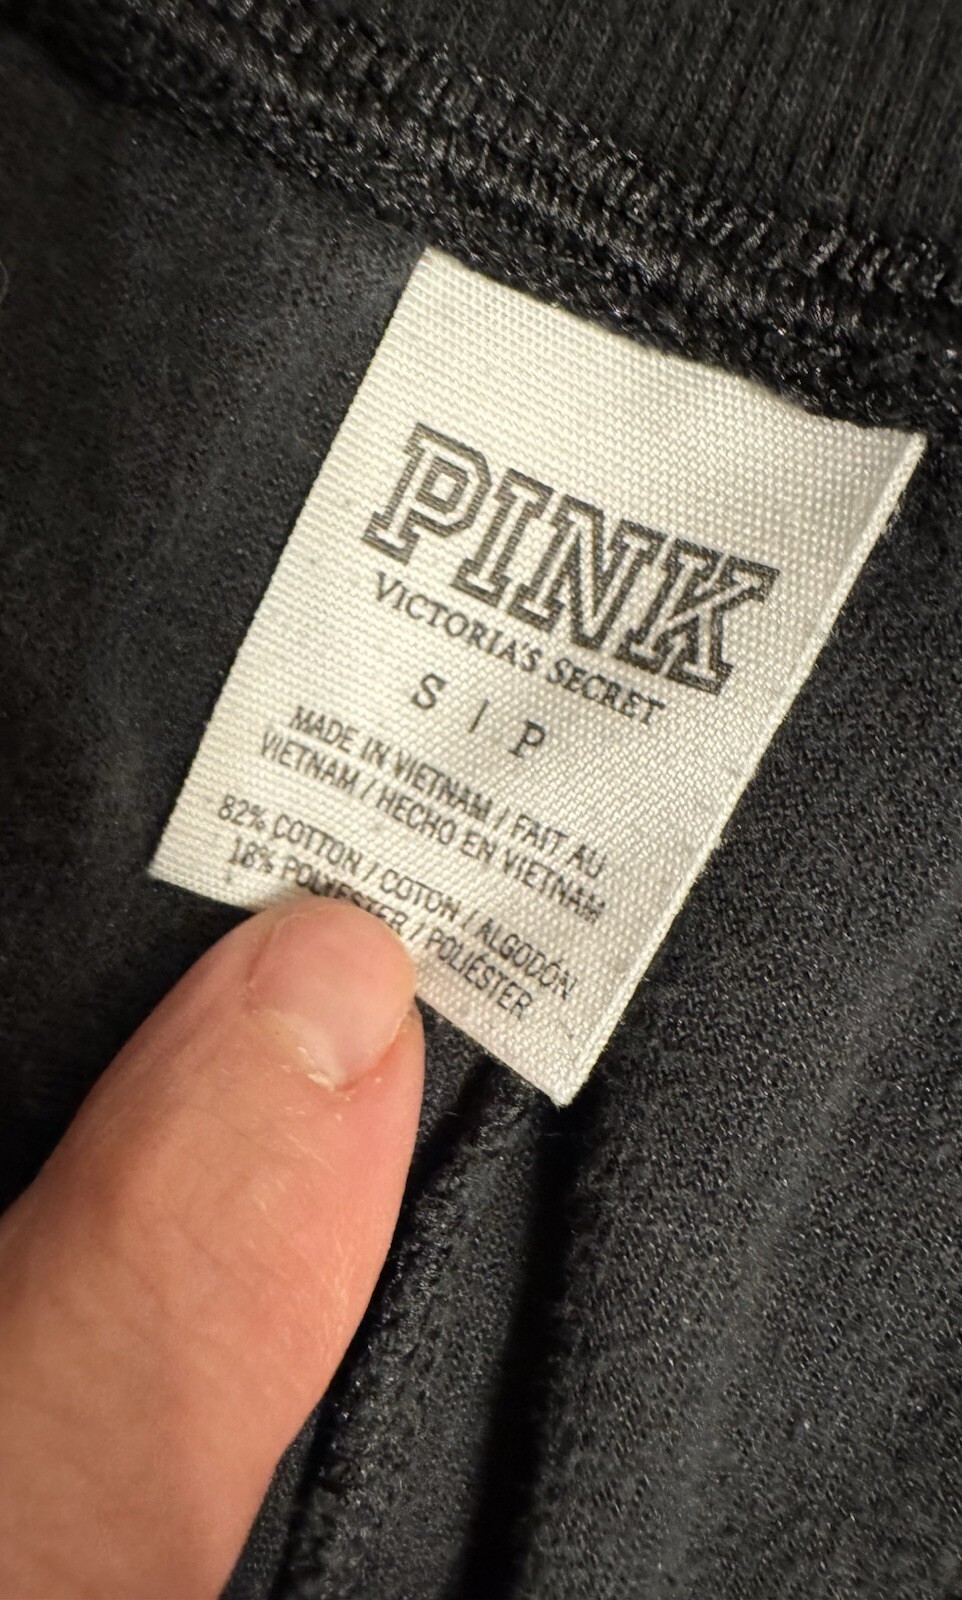 PINK
VICTORIA'S SECRET
S | P
MADE IN VIETNAM / FAIT AU
VIETNAM / HECHO EN VIETNAM
82% COTTON / COTON / ALGODÓN
18% POLYESTER / POLIÉSTER